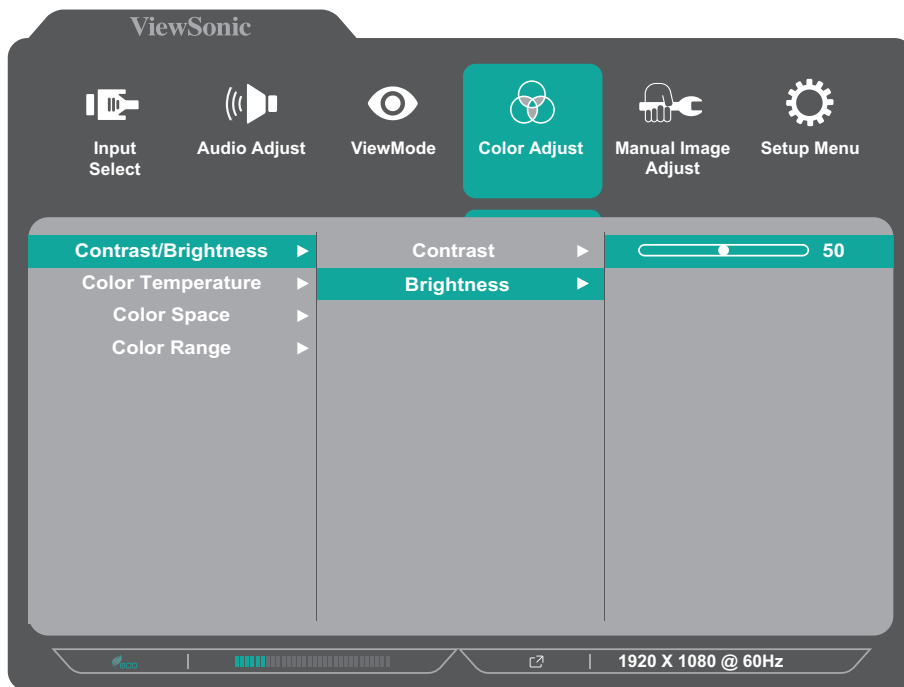 ViewSonic
Input Select
Audio Adjust
ViewMode
Color Adjust
Manual Image Adjust
Setup Menu
Contrast/Brightness
Color Temperature
Color Space
Color Range
Contrast
Brightness
50
eco
1920 X 1080 @ 60Hz